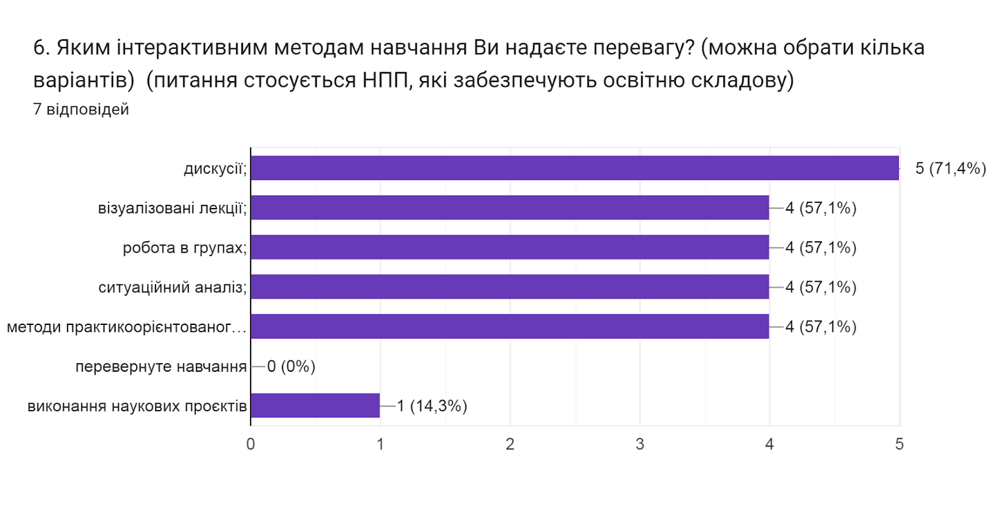 6. Яким інтерактивним методам навчання Ви надаєте перевагу? (можна обрати кілька
варіантів)  (питання стосується НПП, які забезпечують освітню складову)
7 відповідей
дискусії; 5 (71,4%)
візуалізовані лекції; 4 (57,1%)
робота в групах; 4 (57,1%)
ситуаційний аналіз; 4 (57,1%)
методи практикоорієнтованог… 4 (57,1%)
перевернуте навчання 0 (0%)
виконання наукових проєктів 1 (14,3%)
0 1 2 3 4 5